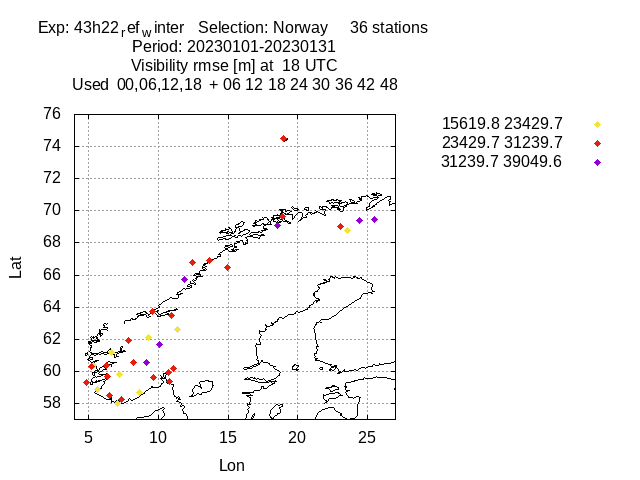 Exp: 43h22refwinter   Selection: Norway     36 stations
Period: 20230101-20230131
Visibility rmse [m] at  18 UTC
Used  00,06,12,18  + 06 12 18 24 30 36 42 48
15619.8 23429.7
23429.7 31239.7
31239.7 39049.6
76
74
72
70
68
66
64
62
60
58
Lat
5 10 15 20 25
Lon